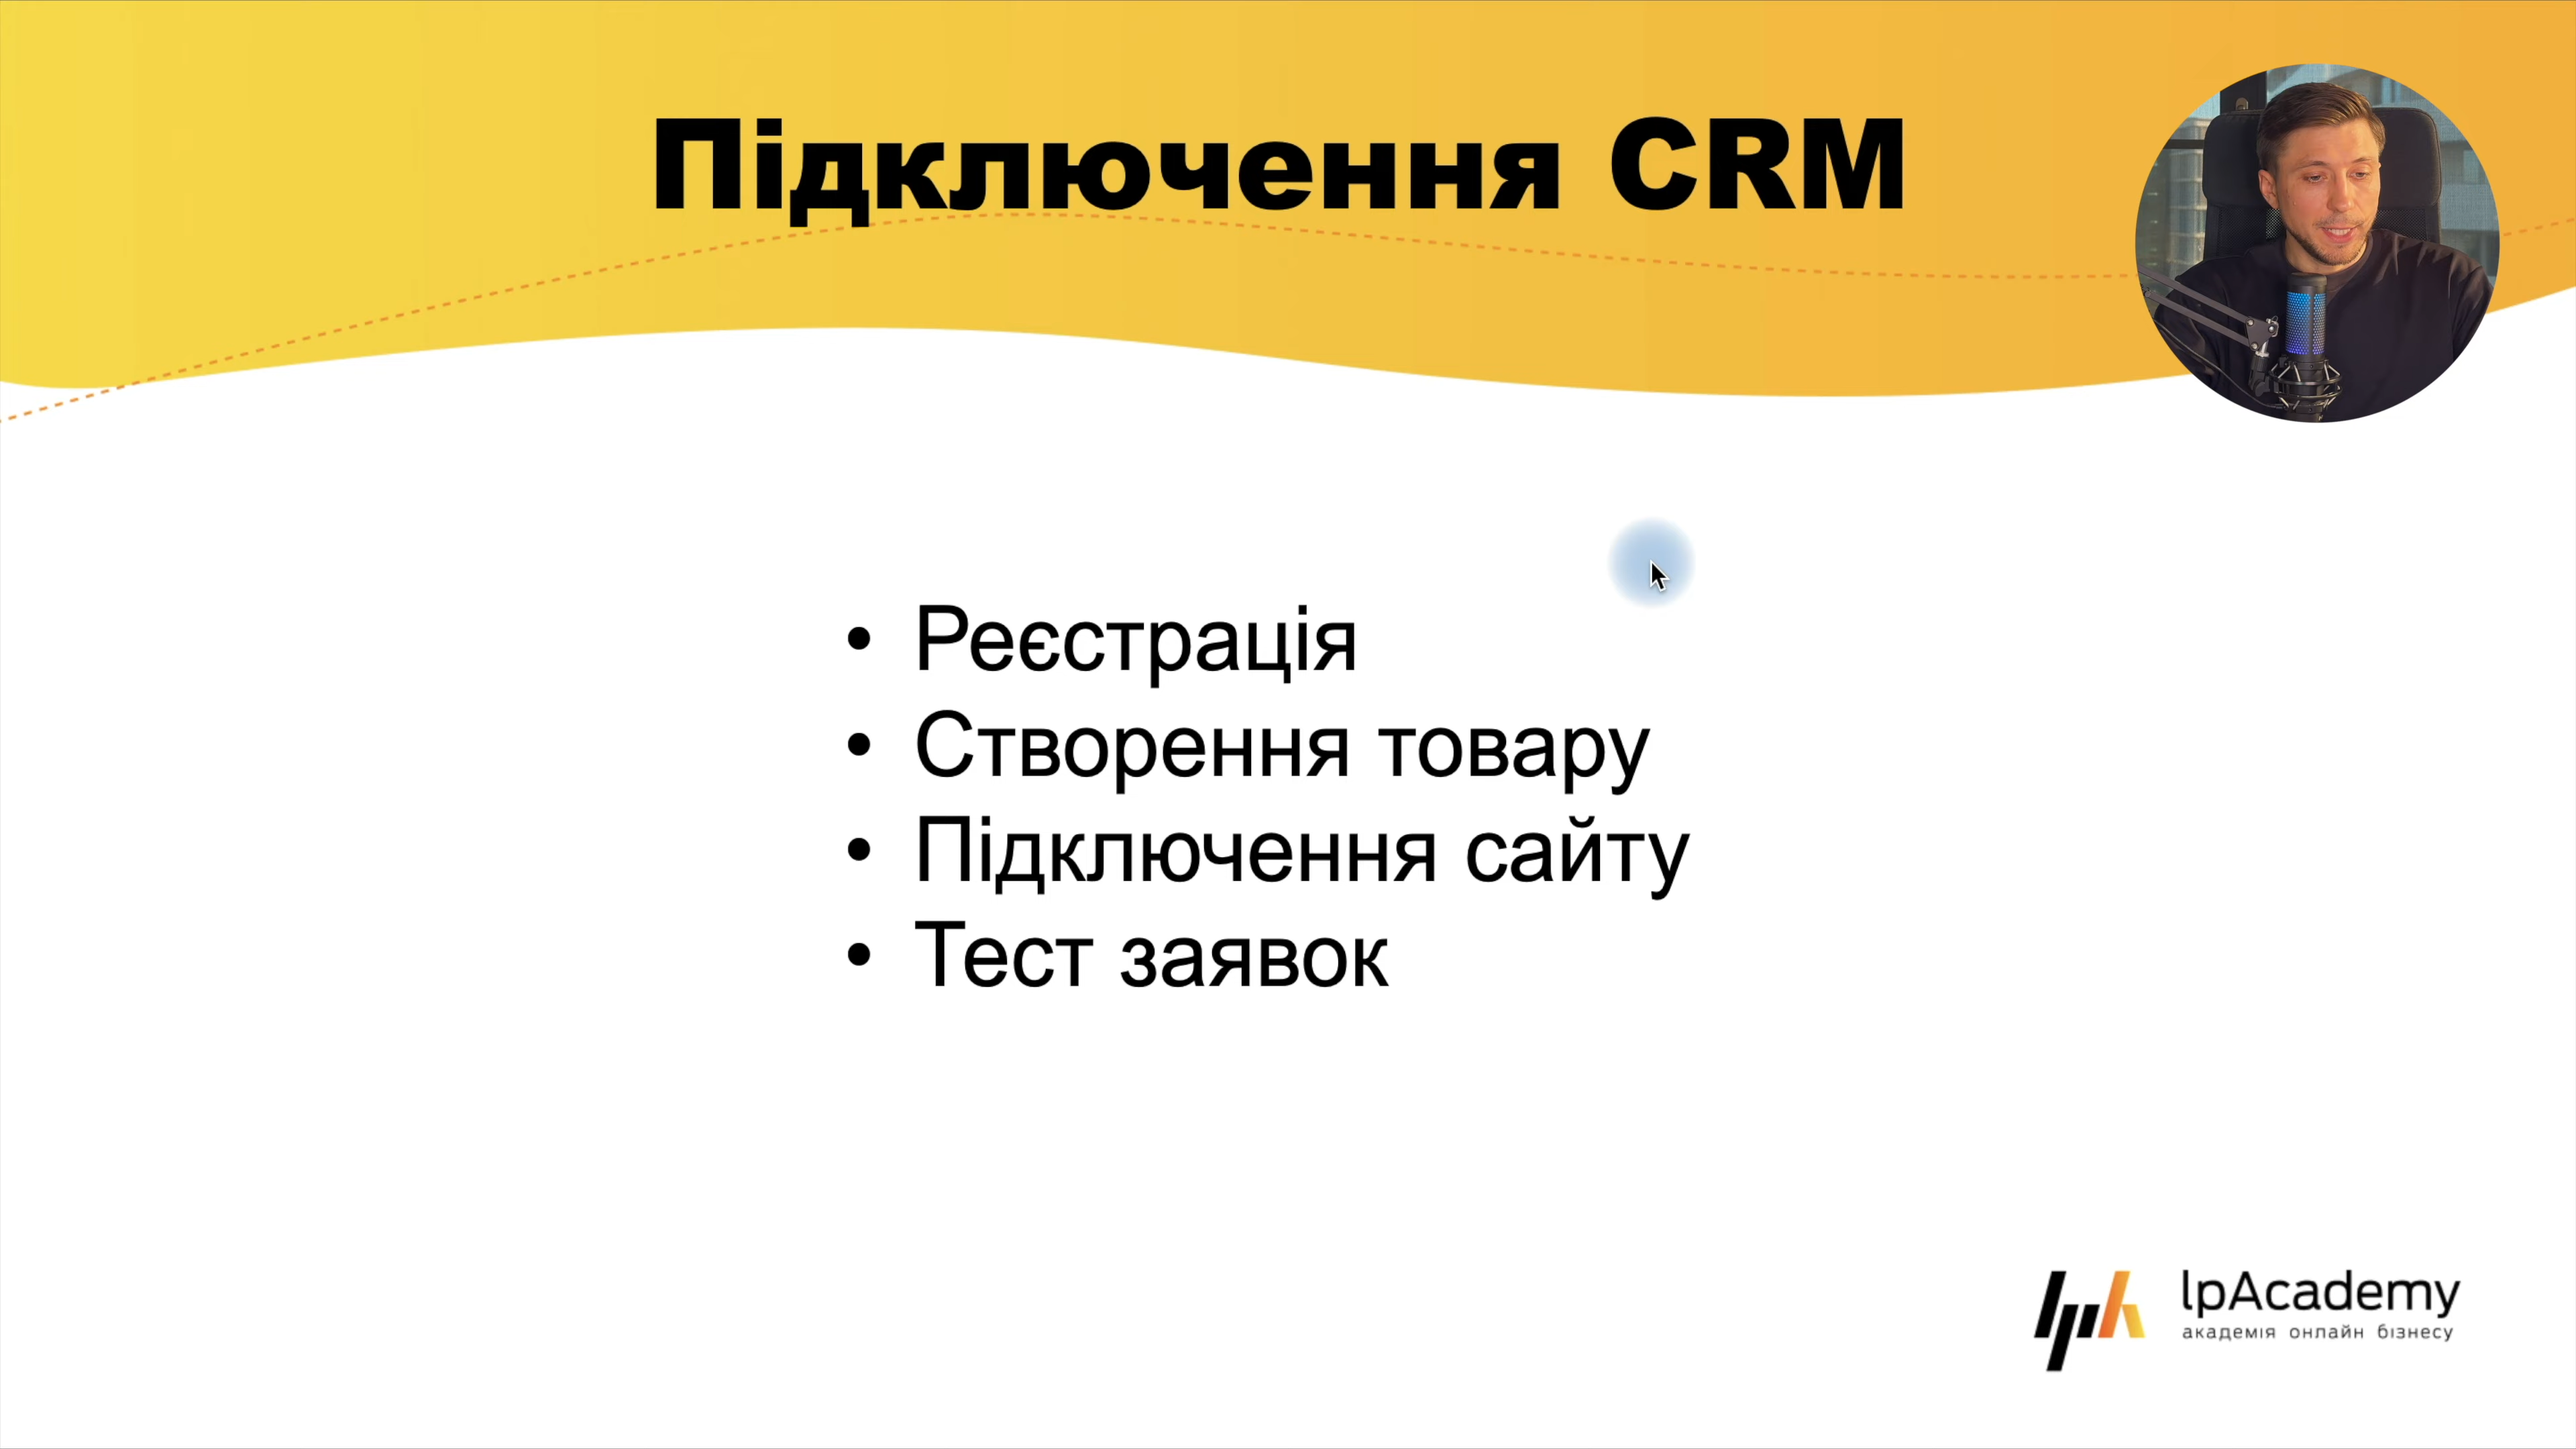 Підключення CRM
• Реєстрація
• Створення товару
• Підключення сайту
• Тест заявок
lpAcademy
академія онлайн бізнесу